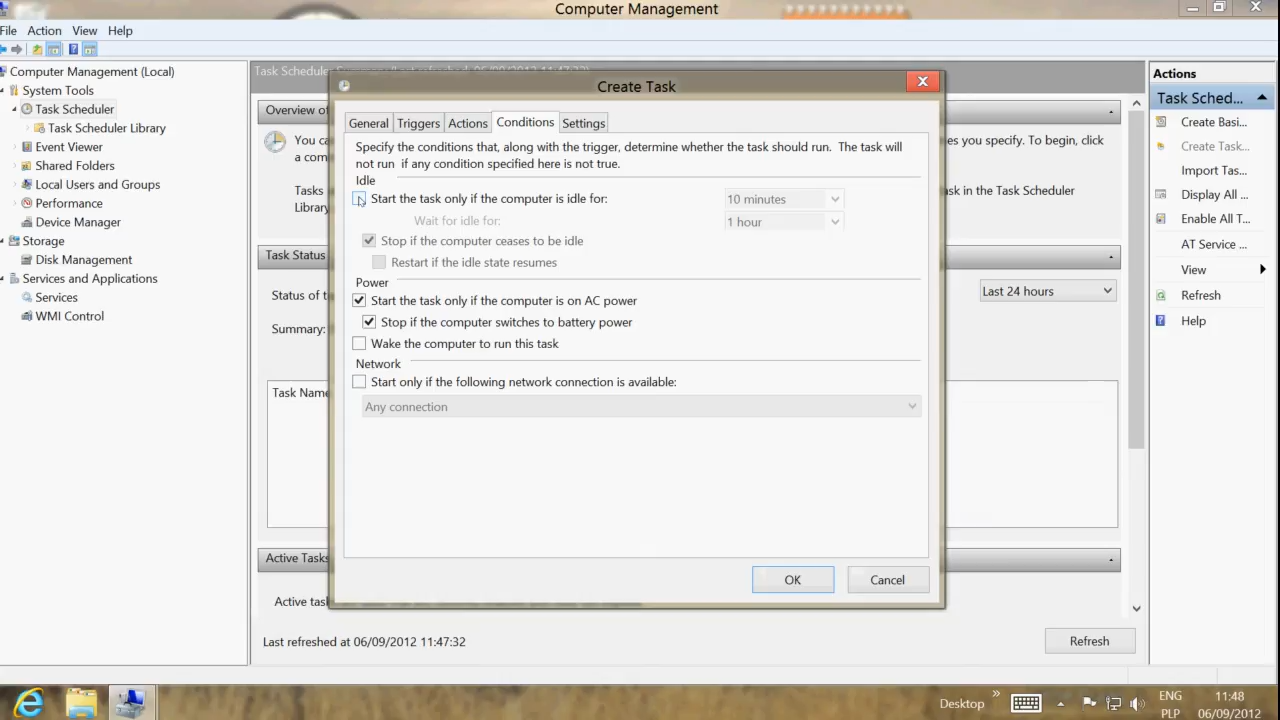 Computer Management
File Action View Help
Computer Management (Local)
System Tools
Task Scheduler
Task Scheduler Library
Event Viewer
Shared Folders
Local Users and Groups
Performance
Device Manager
Storage
Disk Management
Services and Applications
Services
WMI Control
Overview of
You ca
a com
Tasks
Library
es you specify. To begin, click
ask in the Task Scheduler
Task Status
Status of t
Last 24 hours
Summary:
Task Name
Active Tasks
Active task
Last refreshed at 06/09/2012 11:47:32
Refresh
Create Task
General Triggers Actions Conditions Settings
Specify the conditions that, along with the trigger, determine whether the task should run. The task will
not run if any condition specified here is not true.
Idle
Start the task only if the computer is idle for: 10 minutes
Wait for idle for: 1 hour
Stop if the computer ceases to be idle
Restart if the idle state resumes
Power
Start the task only if the computer is on AC power
Stop if the computer switches to battery power
Wake the computer to run this task
Network
Start only if the following network connection is available:
Any connection
OK Cancel
Actions
Task Sched...
Create Basi...
Create Task...
Import Tas...
Display All ...
Enable All T...
AT Service ...
View
Refresh
Help
Desktop
ENG 11:48
PLP 06/09/2012